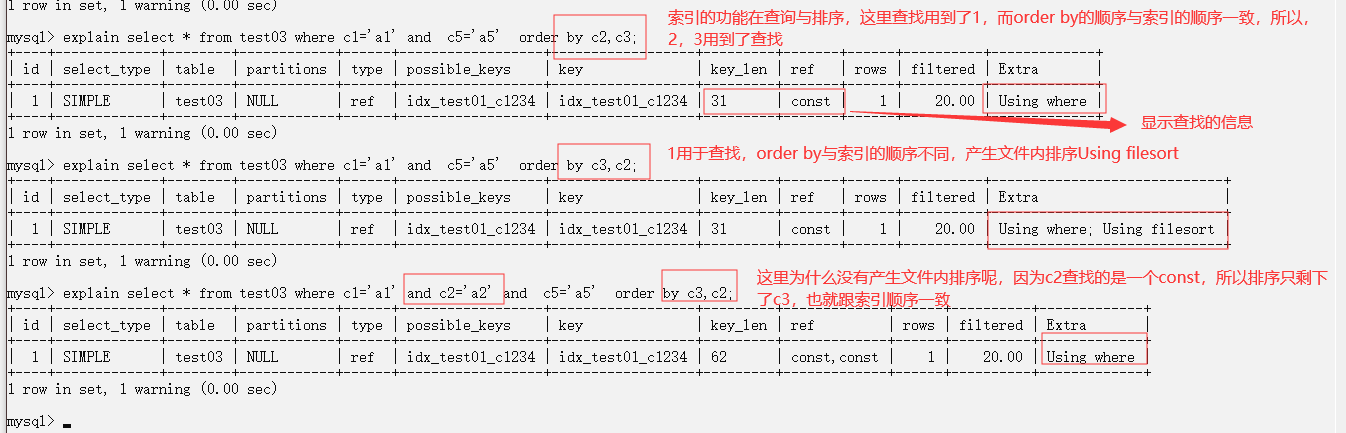 1 row in set, 1 warning (0.00 sec)
索引的功能在查询与排序，这里查找用到了1，而order by的顺序与索引的顺序一致，所以，
2，3用到了查找
mysql> explain select * from test03 where c1='a1' and  c5='a5'  order by c2,c3;
| id | select_type | table  | partitions | type | possible_keys    | key              | key_len | ref   | rows | filtered | Extra       |
|  1 | SIMPLE      | test03 | NULL       | ref  | idx_test01_c1234 | idx_test01_c1234 | 31      | const |    1 |    20.00 | Using where |
1 row in set, 1 warning (0.00 sec)
显示查找的信息
mysql> explain select * from test03 where c1='a1' and  c5='a5'  order by c3,c2;
1用于查找，order by与索引的顺序不同，产生文件内排序Using filesort
| id | select_type | table  | partitions | type | possible_keys    | key              | key_len | ref   | rows | filtered | Extra                       |
|  1 | SIMPLE      | test03 | NULL       | ref  | idx_test01_c1234 | idx_test01_c1234 | 31      | const |    1 |    20.00 | Using where; Using filesort |
1 row in set, 1 warning (0.00 sec)
这里为什么没有产生文件内排序呢，因为c2查找的是一个const，所以排序只剩下
了c3，也就跟索引顺序一致
mysql> explain select * from test03 where c1='a1' and c2='a2' and  c5='a5'  order by c3,c2;
| id | select_type | table  | partitions | type | possible_keys    | key              | key_len | ref         | rows | filtered | Extra       |
|  1 | SIMPLE      | test03 | NULL       | ref  | idx_test01_c1234 | idx_test01_c1234 | 62      | const,const |    1 |    20.00 | Using where |
1 row in set, 1 warning (0.00 sec)
mysql>